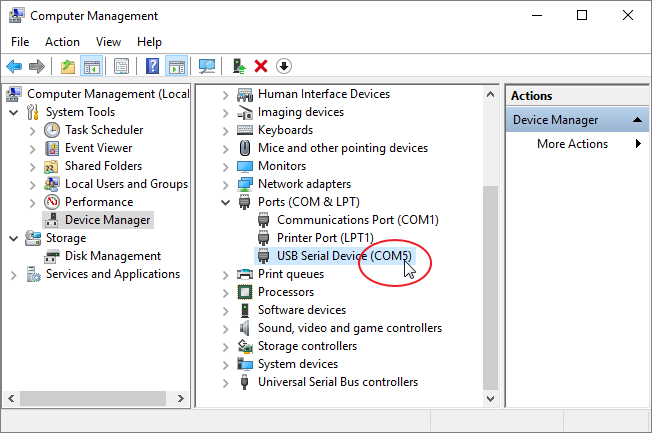 Computer Management
File Action View Help
Computer Management (Local
System Tools
Task Scheduler
Event Viewer
Shared Folders
Local Users and Groups
Performance
Device Manager
Storage
Disk Management
Services and Applications
Human Interface Devices
Imaging devices
Keyboards
Mice and other pointing devices
Monitors
Network adapters
Ports (COM & LPT)
Communications Port (COM1)
Printer Port (LPT1)
USB Serial Device (COM5)
Print queues
Processors
Software devices
Sound, video and game controllers
Storage controllers
System devices
Universal Serial Bus controllers
Actions
Device Manager
More Actions